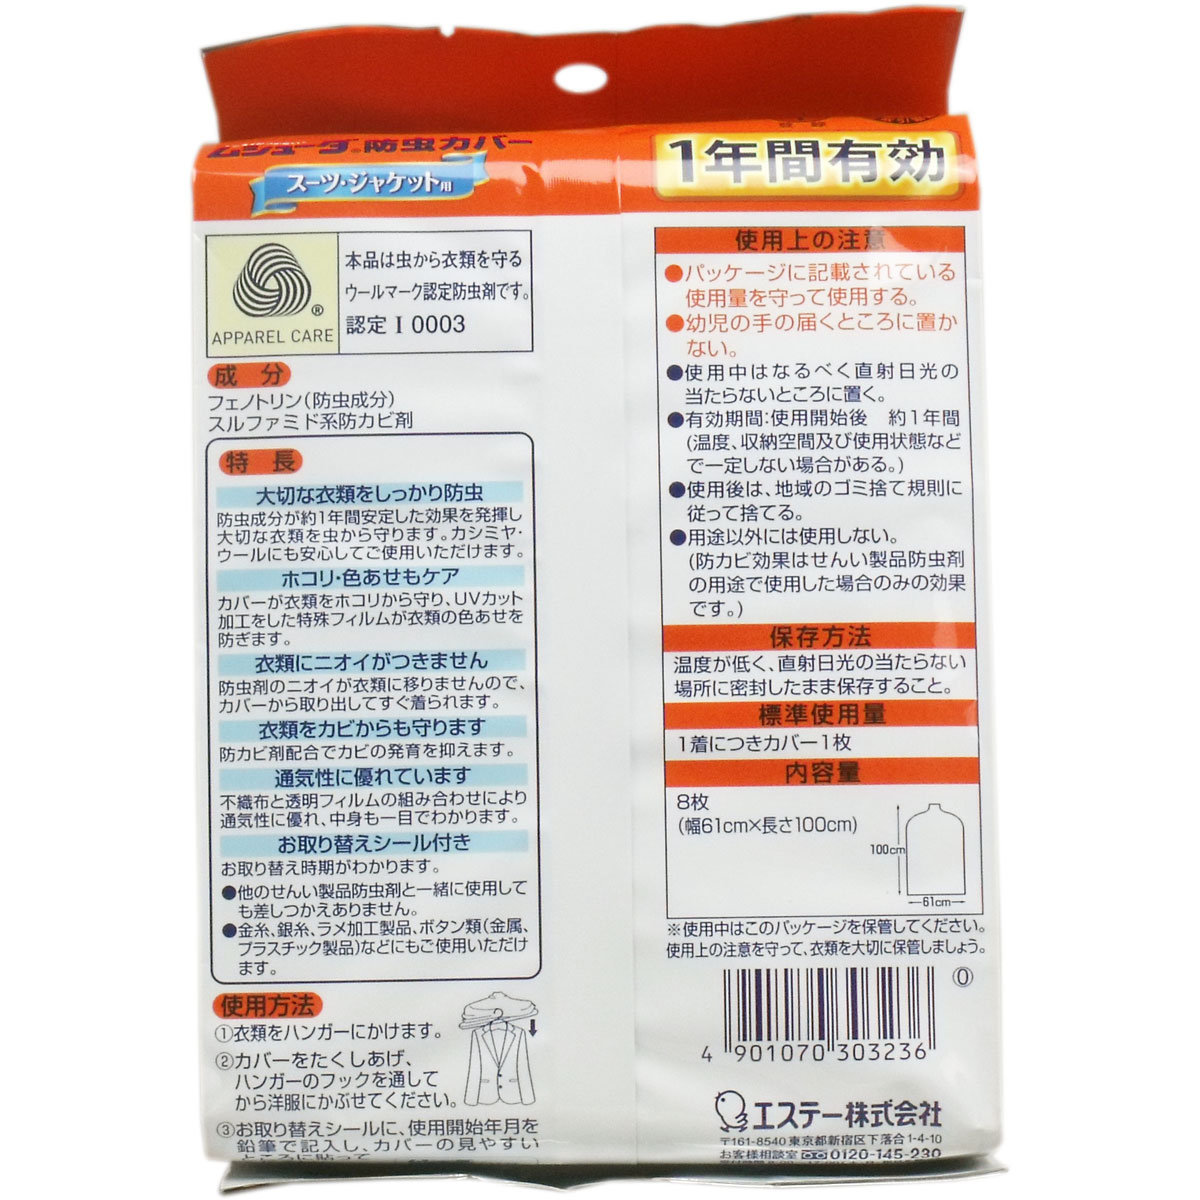 ムシューダ®防虫カバー
スーツ・ジャケット用
APPAREL CARE
®
本品は虫から衣類を守る
ウールマーク認定防虫剤です。
認定 I 0003
成 分
フェノトリン(防虫成分)
スルファミド系防カビ剤
特 長
大切な衣類をしっかり防虫
防虫成分が約1年間安定した効果を発揮し
大切な衣類を虫から守ります。カシミヤ・
ウールにも安心してご使用いただけます。
ホコリ・色あせもケア
カバーが衣類をホコリから守り、UVカット
加工をした特殊フィルムが衣類の色あせを
防ぎます。
衣類にニオイがつきません
防虫剤のニオイが衣類に移りませんので、
カバーから取り出してすぐ着られます。
衣類をカビからも守ります
防カビ剤配合でカビの発育を抑えます。
通気性に優れています
不織布と透明フィルムの組み合わせにより
通気性に優れ、中身も一目でわかります。
お取り替えシール付き
お取り替え時期がわかります。
●他のせんい製品防虫剤と一緒に使用して
も差しつかえありません。
●金糸、銀糸、ラメ加工製品、ボタン類(金属、
プラスチック製品)などにもご使用いただけ
ます。
使用方法
①衣類をハンガーにかけます。
②カバーをたくしあげ、
ハンガーのフックを通して
から洋服にかぶせてください。
③お取り替えシールに、使用開始年月を
鉛筆で記入し、カバーの見やすい
ところに貼って
1年間有効
使用上の注意
●パッケージに記載されている
使用量を守って使用する。
●幼児の手の届くところに置か
ない。
●使用中はなるべく直射日光の
当たらないところに置く。
●有効期間:使用開始後 約1年間
(温度、収納空間及び使用状態など
で一定しない場合がある。)
●使用後は、地域のゴミ捨て規則に
従って捨てる。
●用途以外には使用しない。
(防カビ効果はせんい製品防虫剤
の用途で使用した場合のみの効果
です。)
保存方法
温度が低く、直射日光の当たらない
場所に密封したまま保存すること。
標準使用量
1着につきカバー1枚
内容量
8枚
(幅61cm×長さ100cm)
100cm
61cm
※使用中はこのパッケージを保管してください。
使用上の注意を守って、衣類を大切に保管しましょう。
0
4 901070 303236
エステー株式会社
〒161-8540 東京都新宿区下落合1-4-10
お客様相談室 0120-145-230